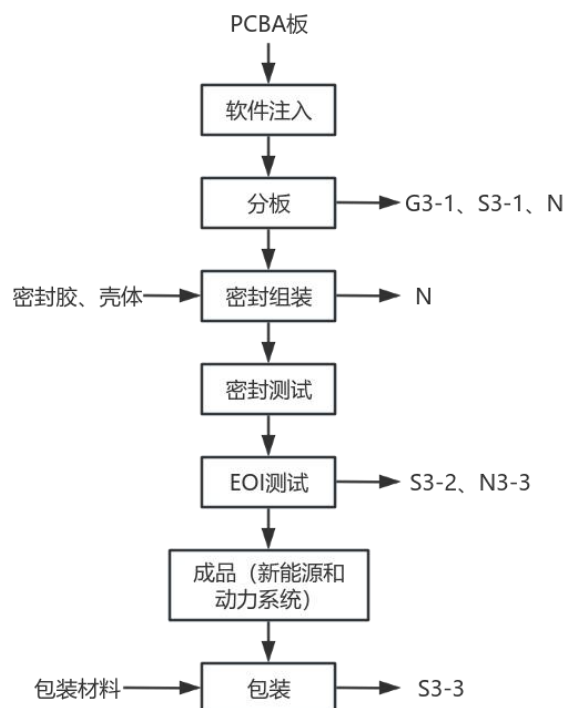 PCBA板
软件注入
分板
G3-1、S3-1、N
密封胶、壳体
密封组装
N
密封测试
EOI测试
S3-2、N3-3
成品（新能源和
动力系统）
包装材料
包装
S3-3